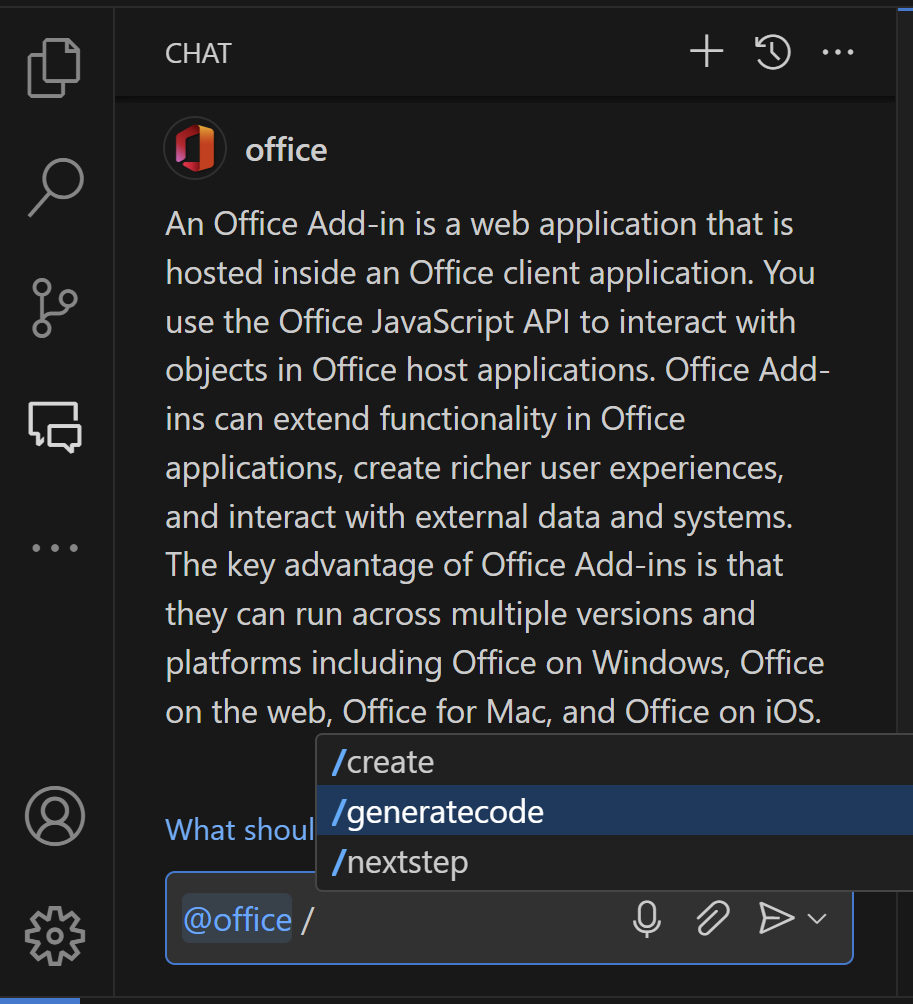 CHAT
office
An Office Add-in is a web application that is
hosted inside an Office client application. You
use the Office JavaScript API to interact with
objects in Office host applications. Office Add-
ins can extend functionality in Office
applications, create richer user experiences,
and interact with external data and systems.
The key advantage of Office Add-ins is that
they can run across multiple versions and
platforms including Office on Windows, Office
on the web, Office for Mac, and Office on iOS.
/create
/generatecode
/nextstep
What shoul
@office /